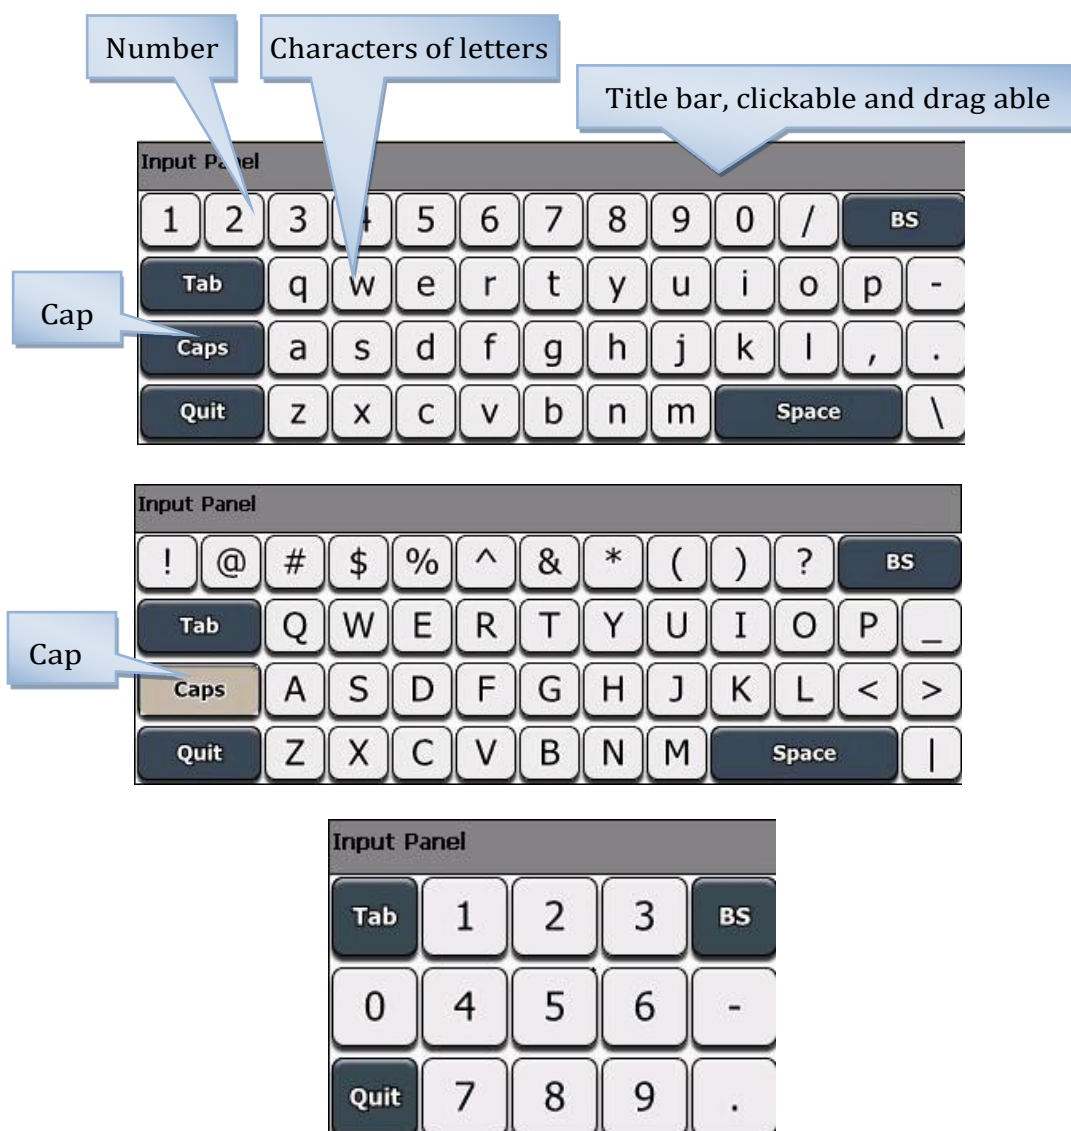 Number Characters of letters
Title bar, clickable and drag able
Input Panel
1 2 3 4 5 6 7 8 9 0 / BS
Cap
Tab q w e r t y u i o p -
Caps a s d f g h j k l , .
Quit z x c v b n m Space \
Input Panel
! @ # $ % ^ & * ( ) ? BS
Tab Q W E R T Y U I O P _
Cap
Caps A S D F G H J K L < >
Quit Z X C V B N M Space |
Input Panel
Tab 1 2 3 BS
0 4 5 6 -
Quit 7 8 9 .